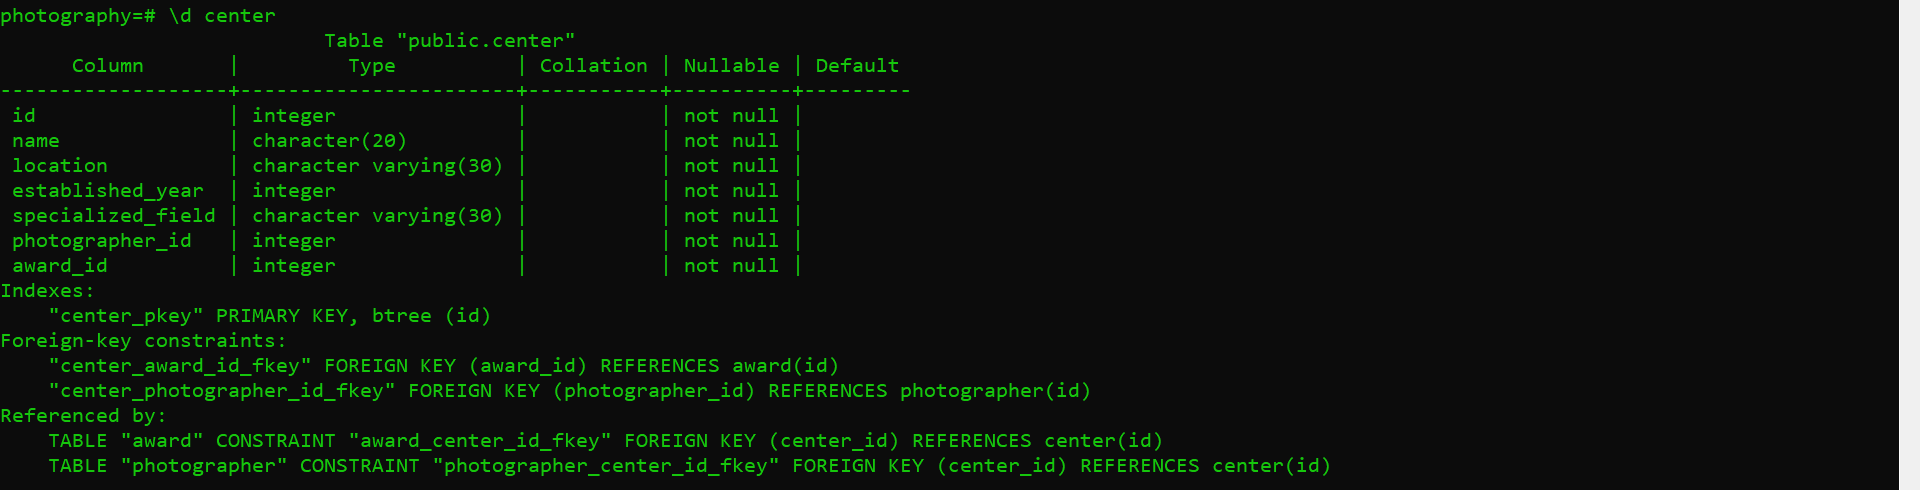 photography=# \d center
                           Table "public.center"
      Column       |         Type          | Collation | Nullable | Default
-------------------+-----------------------+-----------+----------+---------
 id                | integer               |           | not null |
 name              | character(20)         |           | not null |
 location          | character varying(30) |           | not null |
 established_year  | integer               |           | not null |
 specialized_field | character varying(30) |           | not null |
 photographer_id   | integer               |           | not null |
 award_id          | integer               |           | not null |
Indexes:
    "center_pkey" PRIMARY KEY, btree (id)
Foreign-key constraints:
    "center_award_id_fkey" FOREIGN KEY (award_id) REFERENCES award(id)
    "center_photographer_id_fkey" FOREIGN KEY (photographer_id) REFERENCES photographer(id)
Referenced by:
    TABLE "award" CONSTRAINT "award_center_id_fkey" FOREIGN KEY (center_id) REFERENCES center(id)
    TABLE "photographer" CONSTRAINT "photographer_center_id_fkey" FOREIGN KEY (center_id) REFERENCES center(id)